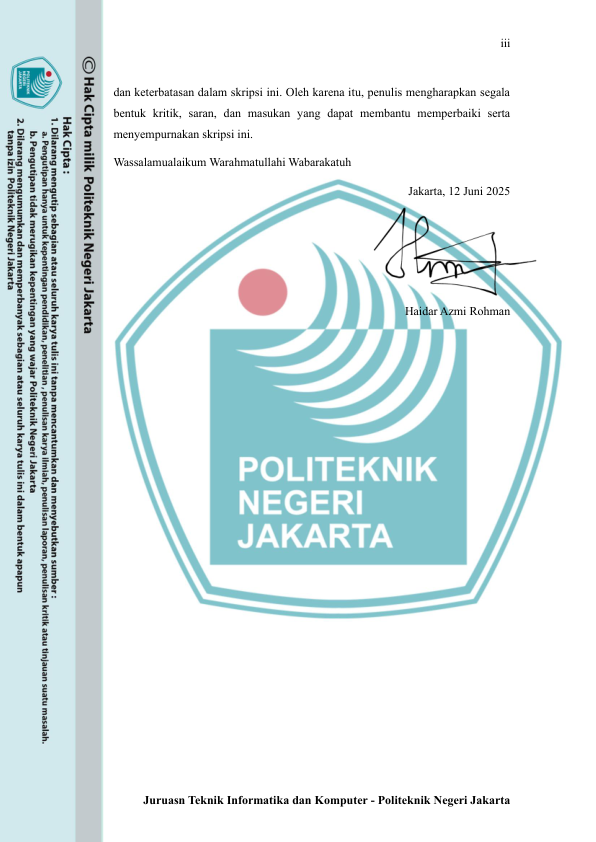 iii
dan keterbatasan dalam skripsi ini. Oleh karena itu, penulis mengharapkan segala
bentuk kritik, saran, dan masukan yang dapat membantu memperbaiki serta
menyempurnakan skripsi ini.
Wassalamualaikum Warahmatullahi Wabarakatuh
Jakarta, 12 Juni 2025
Haidar Azmi Rohman
POLITEKNIK
NEGERI
JAKARTA
Juruasn Teknik Informatika dan Komputer - Politeknik Negeri Jakarta
© Hak Cipta milik Politeknik Negeri Jakarta
Hak Cipta :
1. Dilarang mengutip sebagian atau seluruh karya tulis ini tanpa mencantumkan dan menyebutkan sumber :
a. Pengutipan hanya untuk kepentingan pendidikan, penelitian , penulisan karya ilmiah, penulisan laporan, penulisan kritik atau tinjauan suatu masalah.
b. Pengutipan tidak merugikan kepentingan yang wajar Politeknik Negeri Jakarta
2. Dilarang mengumumkan dan memperbanyak sebagian atau seluruh karya tulis ini dalam bentuk apapun
tanpa izin Politeknik Negeri Jakarta
POLITEKNIK
NEGERI
JAKARTA